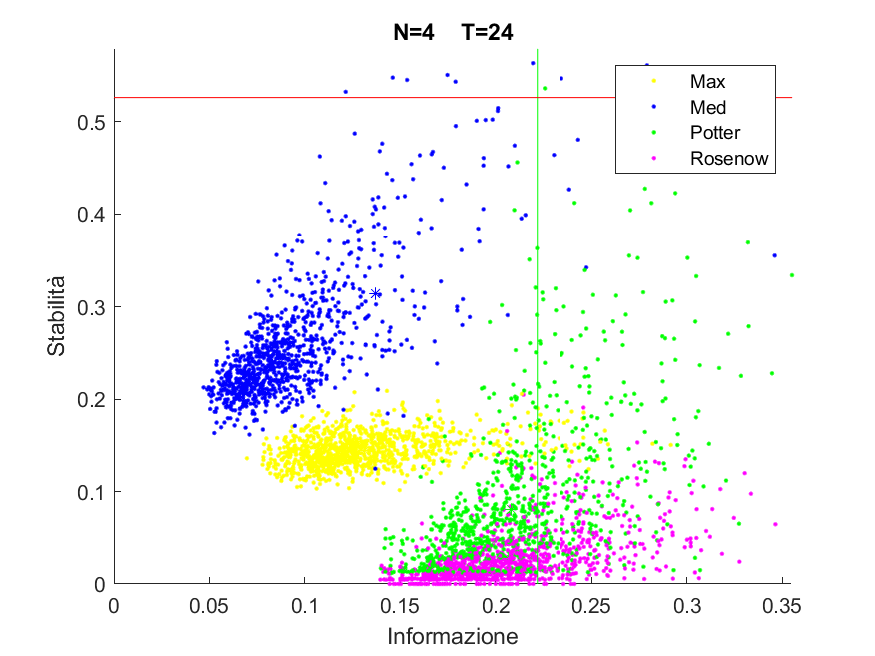 N=4 T=24
Stabilità
0.5
0.4
0.3
0.2
0.1
0
Max
Med
Potter
Rosenow
0 0.05 0.1 0.15 0.2 0.25 0.3 0.35
Informazione